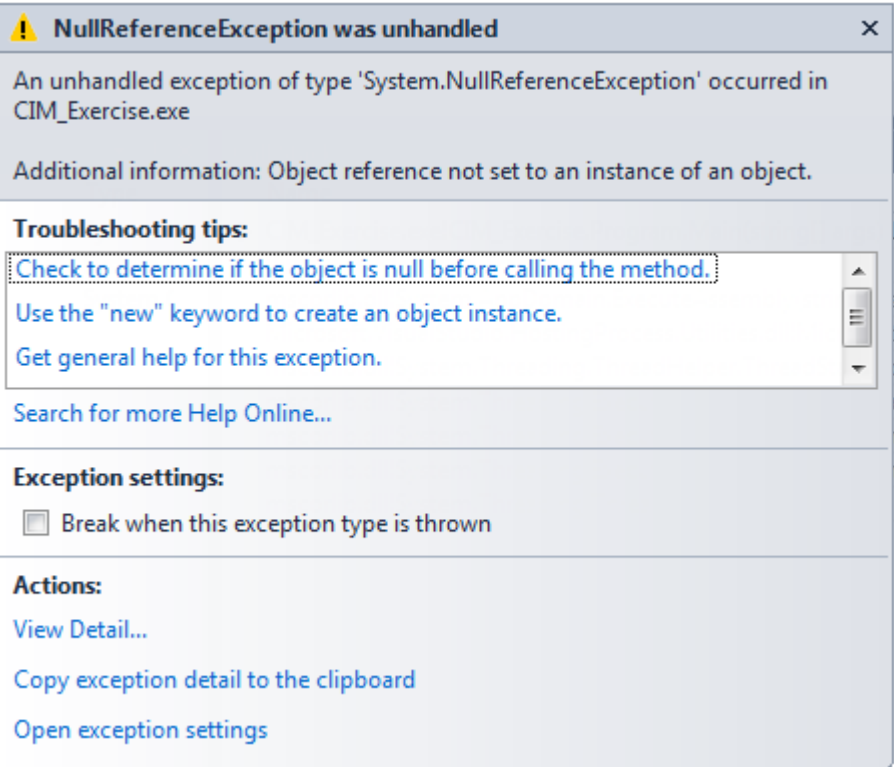 NullReferenceException was unhandled
An unhandled exception of type 'System.NullReferenceException' occurred in
CIM_Exercise.exe
Additional information: Object reference not set to an instance of an object.
Troubleshooting tips:
Check to determine if the object is null before calling the method.
Use the "new" keyword to create an object instance.
Get general help for this exception.
Search for more Help Online...
Exception settings:
Break when this exception type is thrown
Actions:
View Detail...
Copy exception detail to the clipboard
Open exception settings